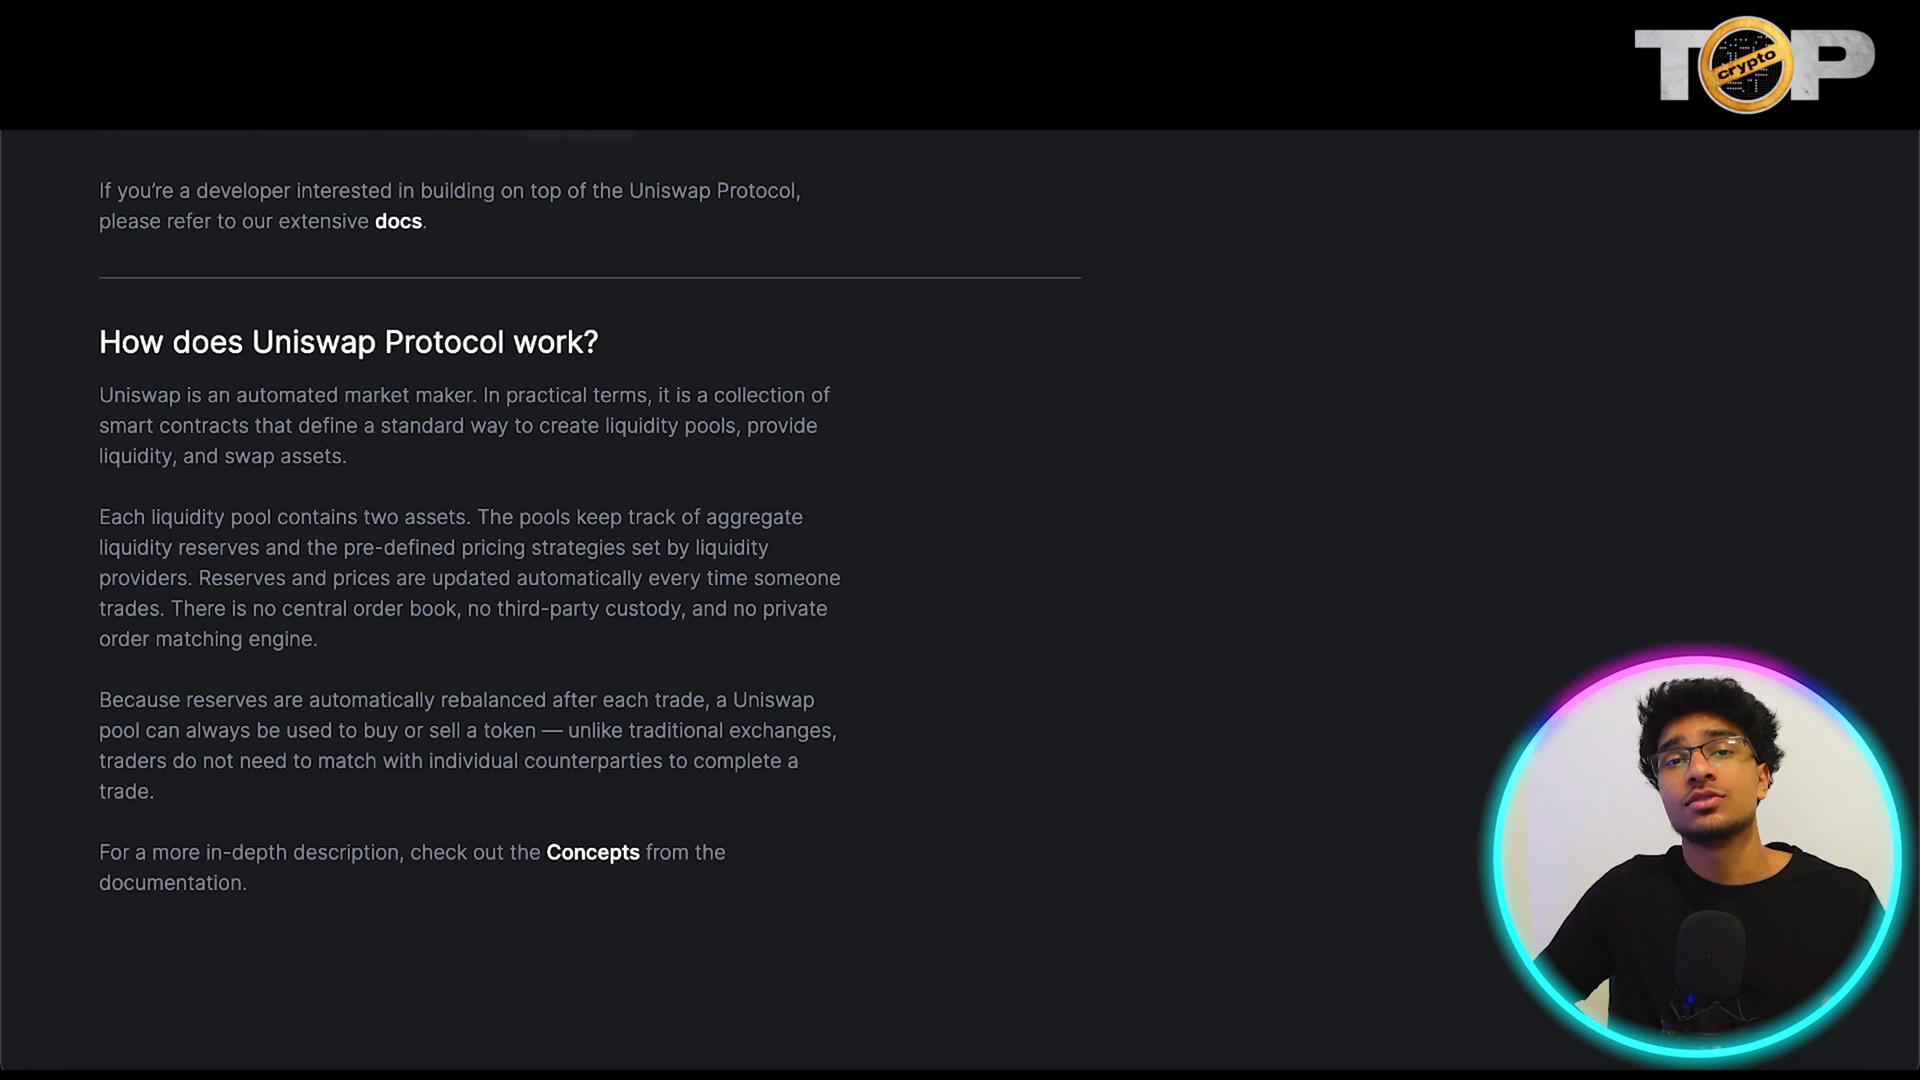 TOP
crypto
If you’re a developer interested in building on top of the Uniswap Protocol,
please refer to our extensive docs.
How does Uniswap Protocol work?
Uniswap is an automated market maker. In practical terms, it is a collection of
smart contracts that define a standard way to create liquidity pools, provide
liquidity, and swap assets.
Each liquidity pool contains two assets. The pools keep track of aggregate
liquidity reserves and the pre-defined pricing strategies set by liquidity
providers. Reserves and prices are updated automatically every time someone
trades. There is no central order book, no third-party custody, and no private
order matching engine.
Because reserves are automatically rebalanced after each trade, a Uniswap
pool can always be used to buy or sell a token — unlike traditional exchanges,
traders do not need to match with individual counterparties to complete a
trade.
For a more in-depth description, check out the Concepts from the
documentation.